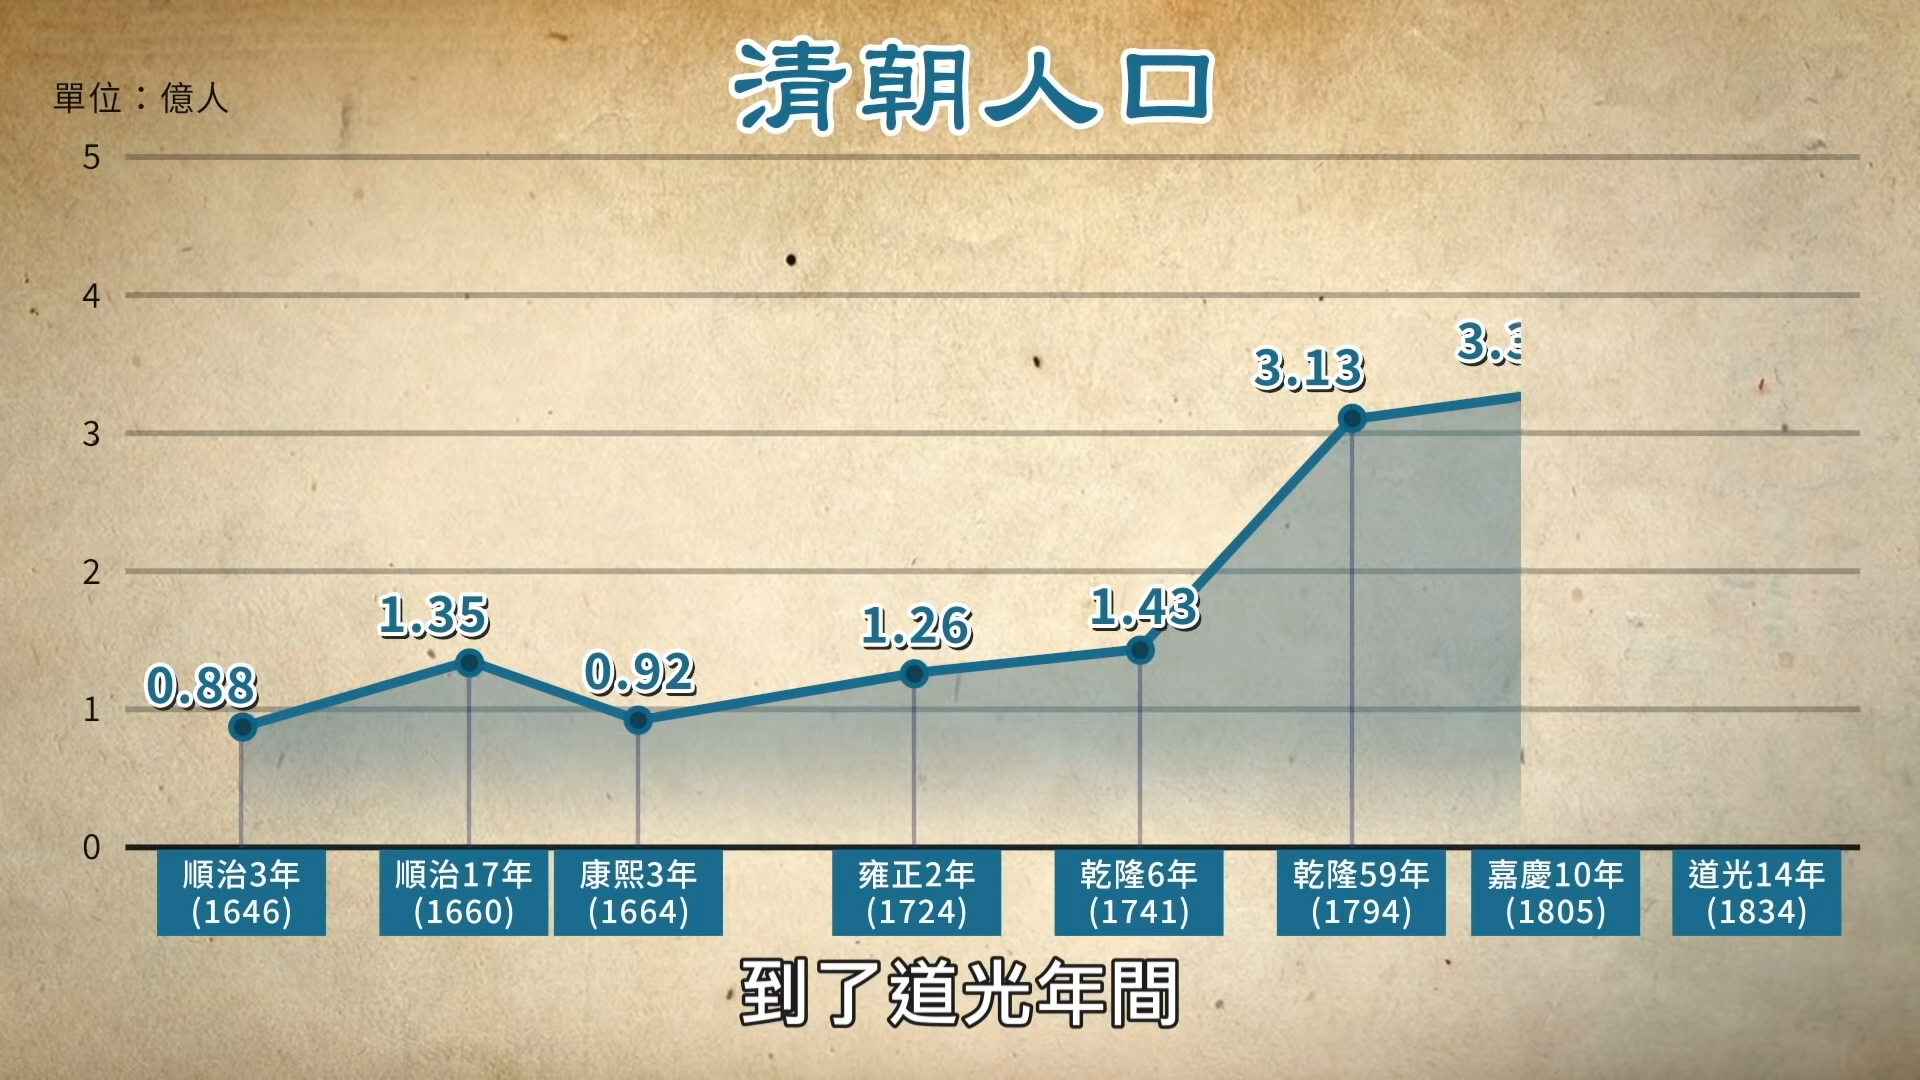 清朝人口
單位：億人
5
4
3
2
1
0
0.88
1.35
0.92
1.26
1.43
3.13
順治3年
(1646)
順治17年
(1660)
康熙3年
(1664)
雍正2年
(1724)
乾隆6年
(1741)
乾隆59年
(1794)
嘉慶10年
(1805)
道光14年
(1834)
到了道光年間